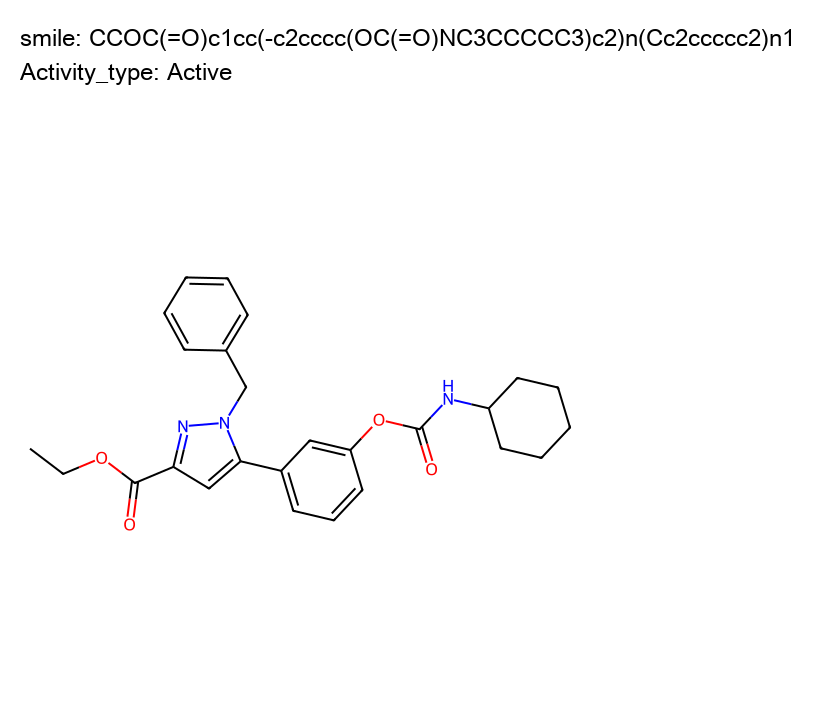 smile: CCOC(=O)c1cc(-c2cccc(OC(=O)NC3CCCCC3)c2)n(Cc2ccccc2)n1
Activity_type: Active
H
N
O
N
N
O
O
O